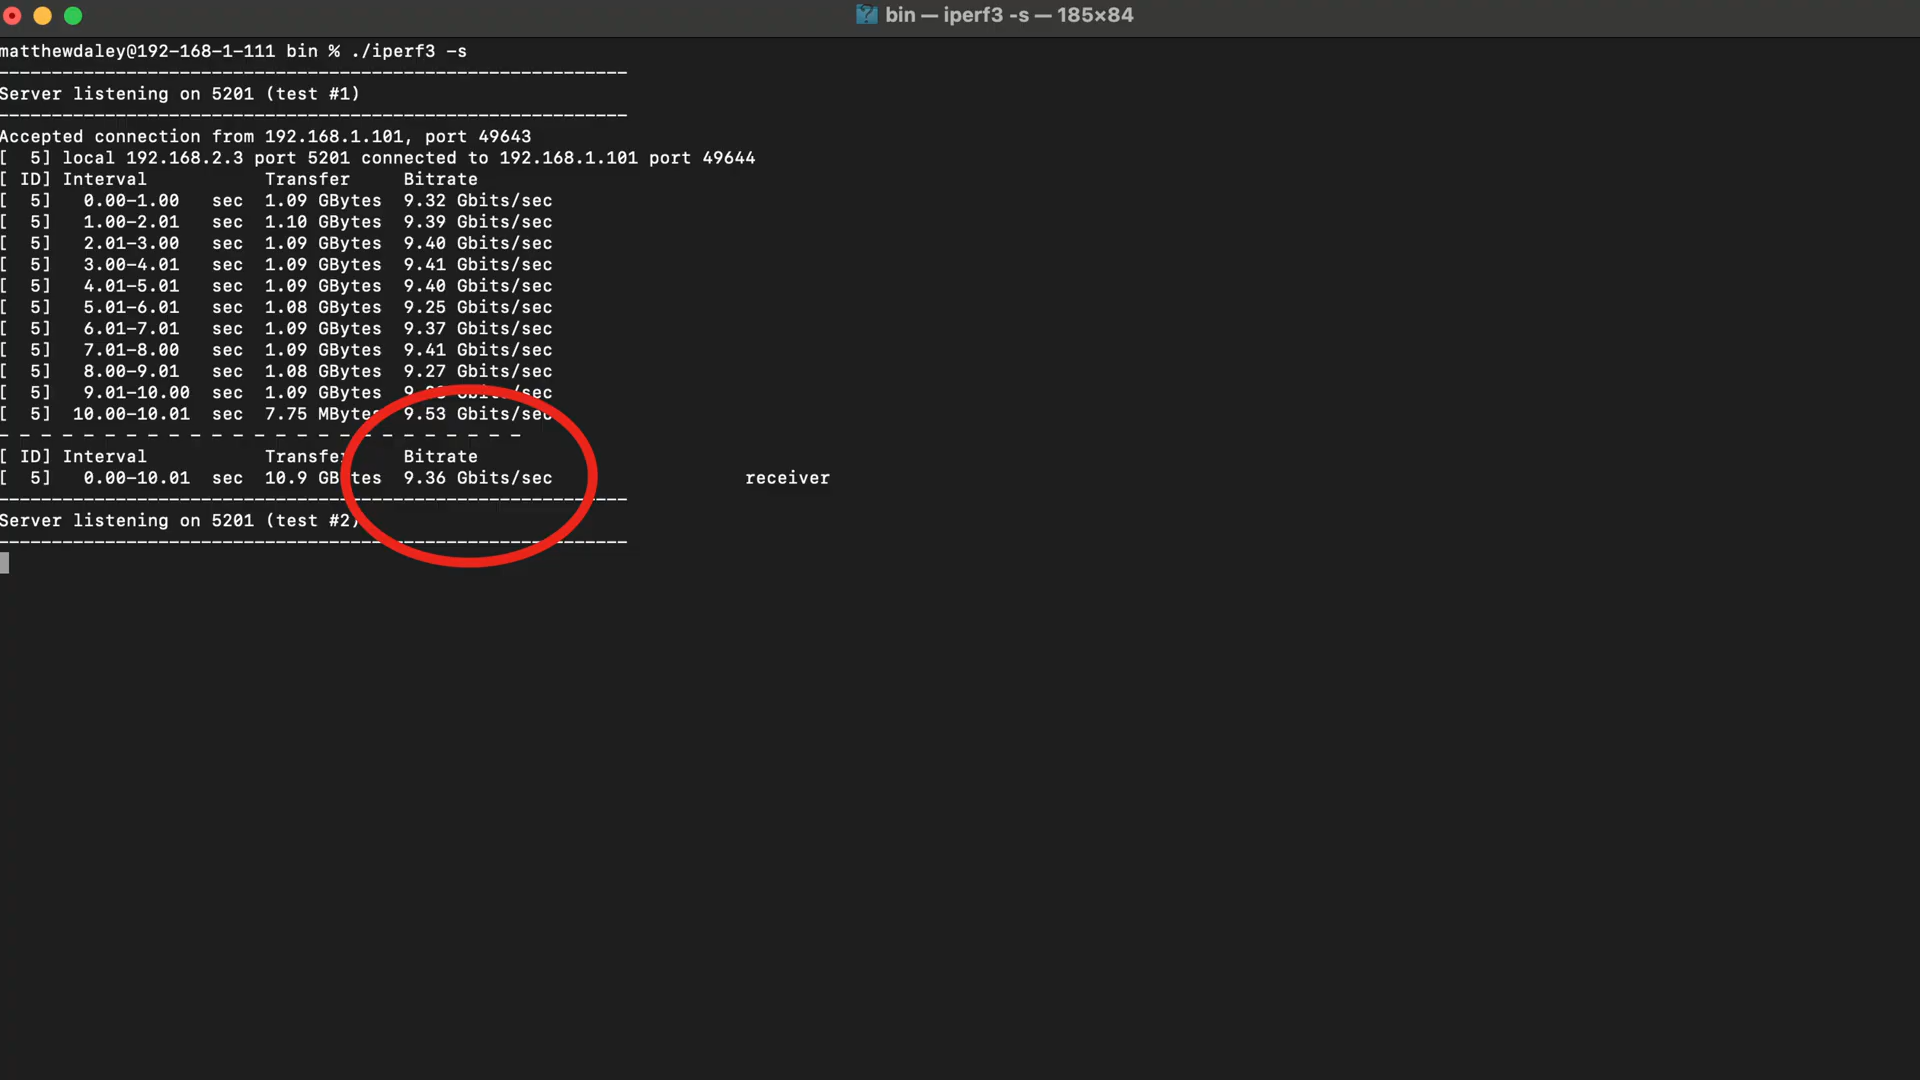 bin — iperf3 -s — 185×84
matthewdaley@192-168-1-111 bin % ./iperf3 -s
-----------------------------------------------------------
Server listening on 5201 (test #1)
-----------------------------------------------------------
Accepted connection from 192.168.1.101, port 49643
[  5] local 192.168.2.3 port 5201 connected to 192.168.1.101 port 49644
[ ID] Interval           Transfer     Bitrate
[  5]   0.00-1.00   sec  1.09 GBytes  9.32 Gbits/sec
[  5]   1.00-2.01   sec  1.10 GBytes  9.39 Gbits/sec
[  5]   2.01-3.00   sec  1.09 GBytes  9.40 Gbits/sec
[  5]   3.00-4.01   sec  1.09 GBytes  9.41 Gbits/sec
[  5]   4.01-5.01   sec  1.09 GBytes  9.40 Gbits/sec
[  5]   5.01-6.01   sec  1.08 GBytes  9.25 Gbits/sec
[  5]   6.01-7.01   sec  1.09 GBytes  9.37 Gbits/sec
[  5]   7.01-8.00   sec  1.09 GBytes  9.41 Gbits/sec
[  5]   8.00-9.01   sec  1.08 GBytes  9.27 Gbits/sec
[  5]   9.01-10.00  sec  1.09 GBytes  Gbits/sec
[  5]  10.00-10.01  sec  7.75 MBytes  9.53 Gbits/sec
- - - - - - - - - - - - - - - - - - - - - - - - -
[ ID] Interval           Transfer     Bitrate
[  5]   0.00-10.01  sec  10.9 GBytes  9.36 Gbits/sec                  receiver
-----------------------------------------------------------
Server listening on 5201 (test #2)
-----------------------------------------------------------